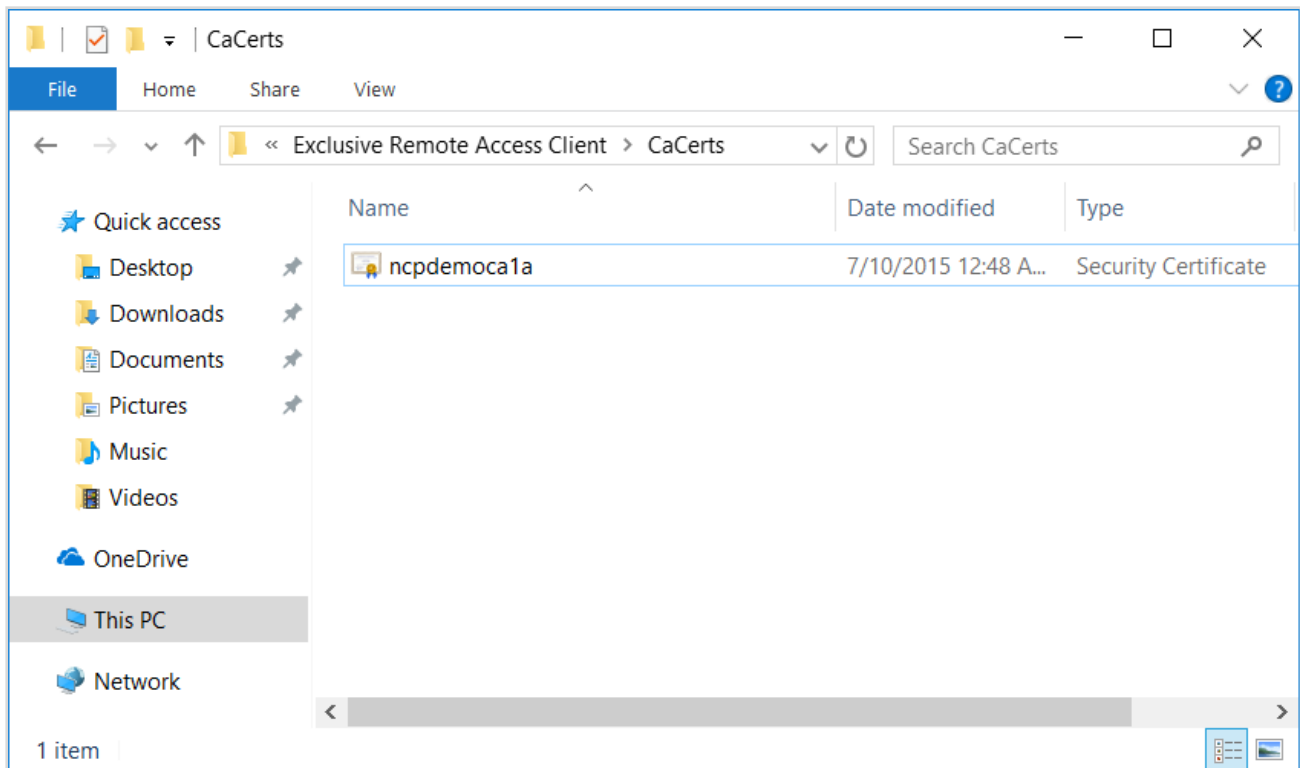 CaCerts
File Home Share View
?
« Exclusive Remote Access Client > CaCerts Search CaCerts
Name Date modified Type
Quick access
ncpdemoca1a 7/10/2015 12:48 A... Security Certificate
Desktop
Downloads
Documents
Pictures
Music
Videos
OneDrive
This PC
Network
1 item